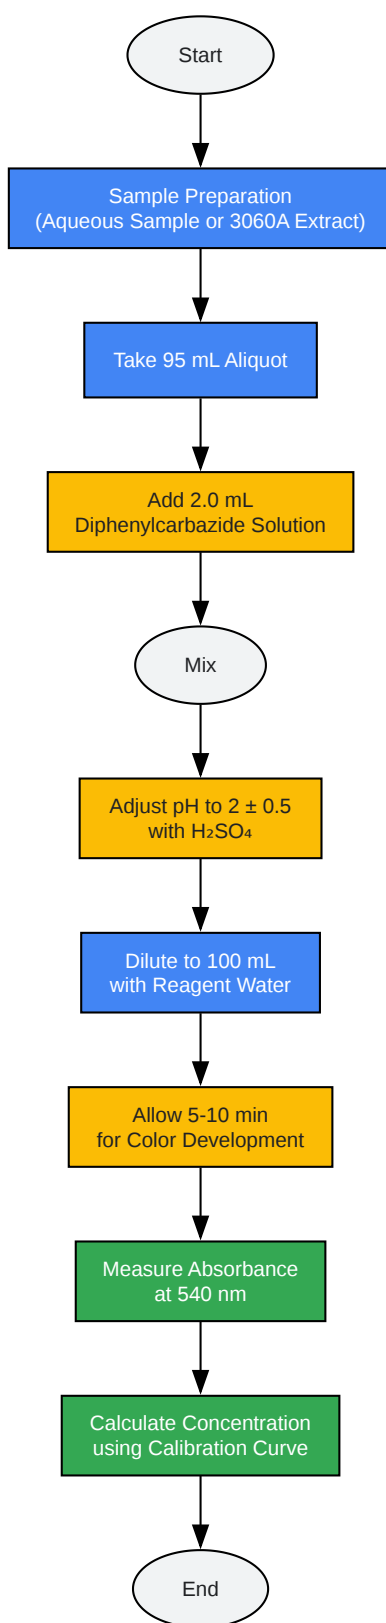 Start
Sample Preparation
(Aqueous Sample or 3060A Extract)
Take 95 mL Aliquot
Add 2.0 mL
Diphenylcarbazide Solution
Mix
Adjust pH to 2 ± 0.5
with H₂SO₄
Dilute to 100 mL
with Reagent Water
Allow 5-10 min
for Color Development
Measure Absorbance
at 540 nm
Calculate Concentration
using Calibration Curve
End